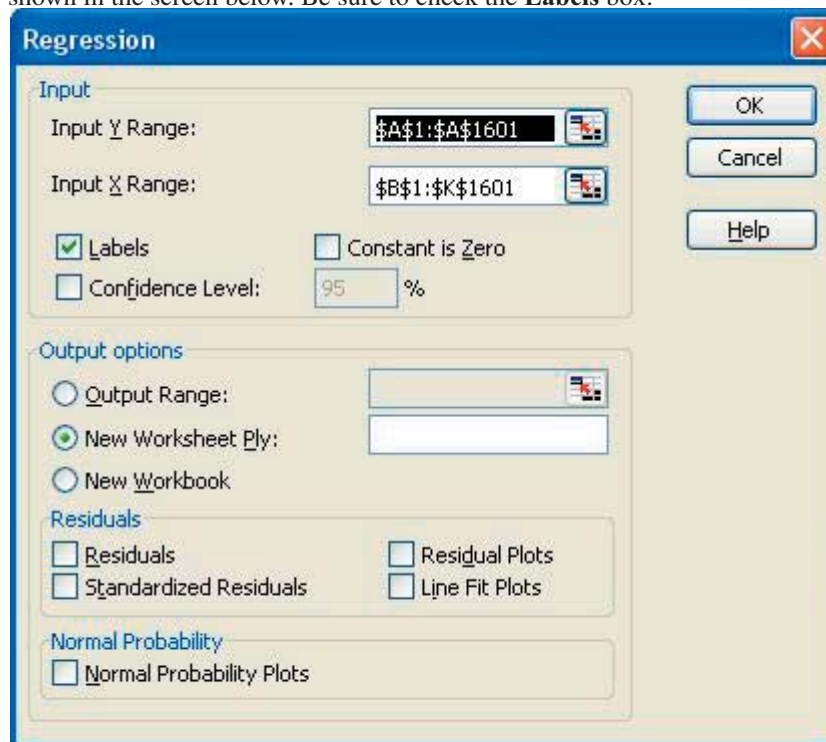 shown in the screen below. Be sure to check the Labels box.
Regression
Input
Input Y Range:
$A$1:$A$1601
Input X Range:
$B$1:$K$1601
Labels
Constant is Zero
Confidence Level:
95
%
OK
Cancel
Help
Output options
Output Range:
New Worksheet Ply:
New Workbook
Residuals
Residuals
Residual Plots
Standardized Residuals
Line Fit Plots
Normal Probability
Normal Probability Plots